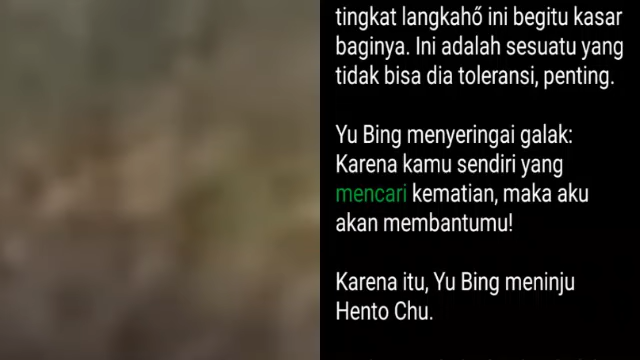 tingkat langkahő ini begitu kasar
baginya. Ini adalah sesuatu yang
tidak bisa dia toleransi, penting.
Yu Bing menyeringai galak:
Karena kamu sendiri yang
mencari kematian, maka aku
akan membantumu!
Karena itu, Yu Bing meninju
Hento Chu.